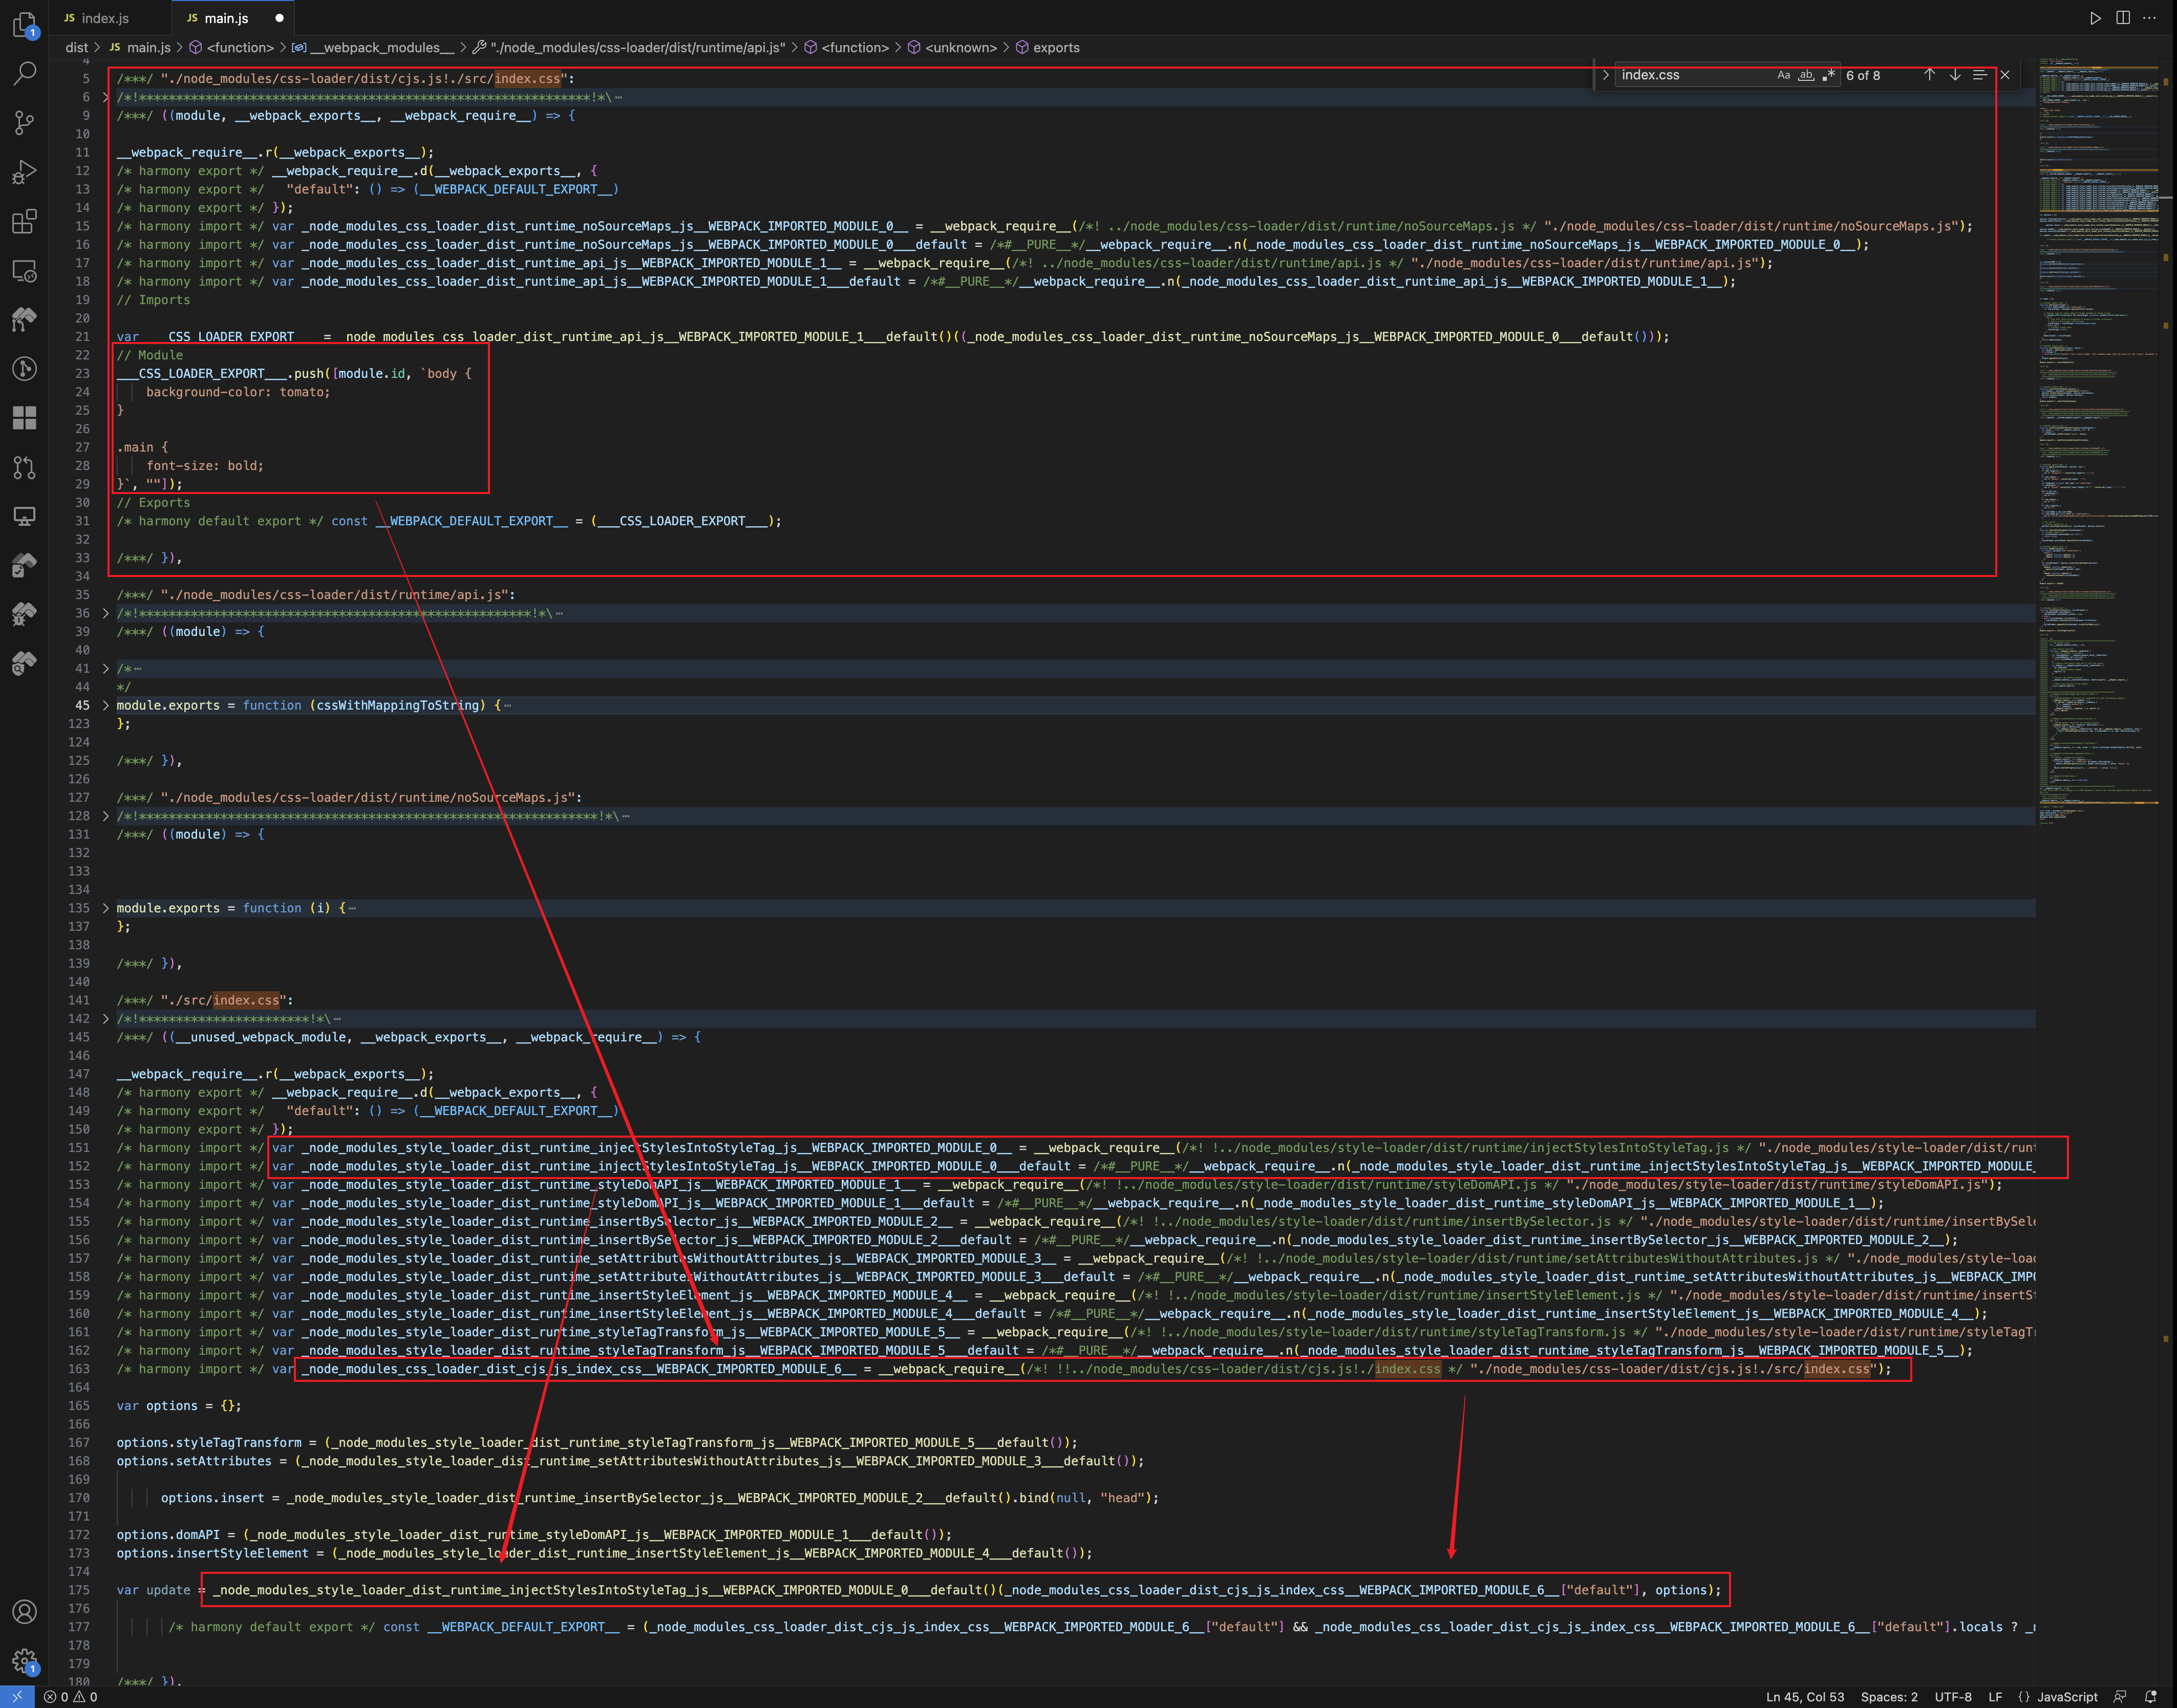 JS index.js
JS main.js
dist > JS main.js > <function> > __webpack_modules__ > "./node_modules/css-loader/dist/runtime/api.js" > <function> > <unknown> > exports
index.css Aa ab 6 of 8
4
5 /***/ "./node_modules/css-loader/dist/cjs.js!./src/index.css":
6 /*!*************************************************************!*\ ⋯
9 /***/ ((module, __webpack_exports__, __webpack_require__) => {
10
11 __webpack_require__.r(__webpack_exports__);
12 /* harmony export */ __webpack_require__.d(__webpack_exports__, {
13 /* harmony export */   "default": () => (__WEBPACK_DEFAULT_EXPORT__)
14 /* harmony export */ });
15 /* harmony import */ var _node_modules_css_loader_dist_runtime_noSourceMaps_js__WEBPACK_IMPORTED_MODULE_0__ = __webpack_require__(/*! ../node_modules/css-loader/dist/runtime/noSourceMaps.js */ "./node_modules/css-loader/dist/runtime/noSourceMaps.js");
16 /* harmony import */ var _node_modules_css_loader_dist_runtime_noSourceMaps_js__WEBPACK_IMPORTED_MODULE_0___default = /*#__PURE__*/__webpack_require__.n(_node_modules_css_loader_dist_runtime_noSourceMaps_js__WEBPACK_IMPORTED_MODULE_0__);
17 /* harmony import */ var _node_modules_css_loader_dist_runtime_api_js__WEBPACK_IMPORTED_MODULE_1__ = __webpack_require__(/*! ../node_modules/css-loader/dist/runtime/api.js */ "./node_modules/css-loader/dist/runtime/api.js");
18 /* harmony import */ var _node_modules_css_loader_dist_runtime_api_js__WEBPACK_IMPORTED_MODULE_1___default = /*#__PURE__*/__webpack_require__.n(_node_modules_css_loader_dist_runtime_api_js__WEBPACK_IMPORTED_MODULE_1__);
19 // Imports
20
21 var ___CSS_LOADER_EXPORT___ = _node_modules_css_loader_dist_runtime_api_js__WEBPACK_IMPORTED_MODULE_1___default()((_node_modules_css_loader_dist_runtime_noSourceMaps_js__WEBPACK_IMPORTED_MODULE_0___default()));
22 // Module
23 ___CSS_LOADER_EXPORT___.push([module.id, `body {
24 background-color: tomato;
25 }
26
27 .main {
28 font-size: bold;
29 }`, ""]);
30 // Exports
31 /* harmony default export */ const __WEBPACK_DEFAULT_EXPORT__ = (___CSS_LOADER_EXPORT___);
32
33 /***/ }),
34
35 /***/ "./node_modules/css-loader/dist/runtime/api.js":
36 /*!*****************************************************!*\ ⋯
39 /***/ ((module) => {
40
41 /* ⋯
44 */
45 module.exports = function (cssWithMappingToString) { ⋯
123 };
124
125 /***/ }),
126
127 /***/ "./node_modules/css-loader/dist/runtime/noSourceMaps.js":
128 /*!**************************************************************!*\ ⋯
131 /***/ ((module) => {
132
133
134
135 module.exports = function (i) { ⋯
137 };
138
139 /***/ }),
140
141 /***/ "./src/index.css":
142 /*!***********************!*\ ⋯
145 /***/ ((__unused_webpack_module, __webpack_exports__, __webpack_require__) => {
146
147 __webpack_require__.r(__webpack_exports__);
148 /* harmony export */ __webpack_require__.d(__webpack_exports__, {
149 /* harmony export */   "default": () => (__WEBPACK_DEFAULT_EXPORT__)
150 /* harmony export */ });
151 /* harmony import */ var _node_modules_style_loader_dist_runtime_injectStylesIntoStyleTag_js__WEBPACK_IMPORTED_MODULE_0__ = __webpack_require__(/*! !../node_modules/style-loader/dist/runtime/injectStylesIntoStyleTag.js */ "./node_modules/style-loader/dist/runt
152 /* harmony import */ var _node_modules_style_loader_dist_runtime_injectStylesIntoStyleTag_js__WEBPACK_IMPORTED_MODULE_0___default = /*#__PURE__*/__webpack_require__.n(_node_modules_style_loader_dist_runtime_injectStylesIntoStyleTag_js__WEBPACK_IMPORTED_MODULE_
153 /* harmony import */ var _node_modules_style_loader_dist_runtime_styleDomAPI_js__WEBPACK_IMPORTED_MODULE_1__ = __webpack_require__(/*! !../node_modules/style-loader/dist/runtime/styleDomAPI.js */ "./node_modules/style-loader/dist/runtime/styleDomAPI.js");
154 /* harmony import */ var _node_modules_style_loader_dist_runtime_styleDomAPI_js__WEBPACK_IMPORTED_MODULE_1___default = /*#__PURE__*/__webpack_require__.n(_node_modules_style_loader_dist_runtime_styleDomAPI_js__WEBPACK_IMPORTED_MODULE_1__);
155 /* harmony import */ var _node_modules_style_loader_dist_runtime_insertBySelector_js__WEBPACK_IMPORTED_MODULE_2__ = __webpack_require__(/*! !../node_modules/style-loader/dist/runtime/insertBySelector.js */ "./node_modules/style-loader/dist/runtime/insertBySele
156 /* harmony import */ var _node_modules_style_loader_dist_runtime_insertBySelector_js__WEBPACK_IMPORTED_MODULE_2___default = /*#__PURE__*/__webpack_require__.n(_node_modules_style_loader_dist_runtime_insertBySelector_js__WEBPACK_IMPORTED_MODULE_2__);
157 /* harmony import */ var _node_modules_style_loader_dist_runtime_setAttributesWithoutAttributes_js__WEBPACK_IMPORTED_MODULE_3__ = __webpack_require__(/*! !../node_modules/style-loader/dist/runtime/setAttributesWithoutAttributes.js */ "./node_modules/style-load
158 /* harmony import */ var _node_modules_style_loader_dist_runtime_setAttributesWithoutAttributes_js__WEBPACK_IMPORTED_MODULE_3___default = /*#__PURE__*/__webpack_require__.n(_node_modules_style_loader_dist_runtime_setAttributesWithoutAttributes_js__WEBPACK_IMPO
159 /* harmony import */ var _node_modules_style_loader_dist_runtime_insertStyleElement_js__WEBPACK_IMPORTED_MODULE_4__ = __webpack_require__(/*! !../node_modules/style-loader/dist/runtime/insertStyleElement.js */ "./node_modules/style-loader/dist/runtime/insertSt
160 /* harmony import */ var _node_modules_style_loader_dist_runtime_insertStyleElement_js__WEBPACK_IMPORTED_MODULE_4___default = /*#__PURE__*/__webpack_require__.n(_node_modules_style_loader_dist_runtime_insertStyleElement_js__WEBPACK_IMPORTED_MODULE_4__);
161 /* harmony import */ var _node_modules_style_loader_dist_runtime_styleTagTransform_js__WEBPACK_IMPORTED_MODULE_5__ = __webpack_require__(/*! !../node_modules/style-loader/dist/runtime/styleTagTransform.js */ "./node_modules/style-loader/dist/runtime/styleTagTr
162 /* harmony import */ var _node_modules_style_loader_dist_runtime_styleTagTransform_js__WEBPACK_IMPORTED_MODULE_5___default = /*#__PURE__*/__webpack_require__.n(_node_modules_style_loader_dist_runtime_styleTagTransform_js__WEBPACK_IMPORTED_MODULE_5__);
163 /* harmony import */ var _node_modules_css_loader_dist_cjs_js_index_css__WEBPACK_IMPORTED_MODULE_6__ = __webpack_require__(/*! !!../node_modules/css-loader/dist/cjs.js!./index.css */ "./node_modules/css-loader/dist/cjs.js!./src/index.css");
164
165 var options = {};
166
167 options.styleTagTransform = (_node_modules_style_loader_dist_runtime_styleTagTransform_js__WEBPACK_IMPORTED_MODULE_5___default());
168 options.setAttributes = (_node_modules_style_loader_dist_runtime_setAttributesWithoutAttributes_js__WEBPACK_IMPORTED_MODULE_3___default());
169
170 options.insert = _node_modules_style_loader_dist_runtime_insertBySelector_js__WEBPACK_IMPORTED_MODULE_2___default().bind(null, "head");
171
172 options.domAPI = (_node_modules_style_loader_dist_runtime_styleDomAPI_js__WEBPACK_IMPORTED_MODULE_1___default());
173 options.insertStyleElement = (_node_modules_style_loader_dist_runtime_insertStyleElement_js__WEBPACK_IMPORTED_MODULE_4___default());
174
175 var update = _node_modules_style_loader_dist_runtime_injectStylesIntoStyleTag_js__WEBPACK_IMPORTED_MODULE_0___default()(_node_modules_css_loader_dist_cjs_js_index_css__WEBPACK_IMPORTED_MODULE_6__["default"], options);
176
177 /* harmony default export */ const __WEBPACK_DEFAULT_EXPORT__ = (_node_modules_css_loader_dist_cjs_js_index_css__WEBPACK_IMPORTED_MODULE_6__["default"] && _node_modules_css_loader_dist_cjs_js_index_css__WEBPACK_IMPORTED_MODULE_6__["default"].locals ? _n
178
179
180 /***/ }),
1
1
0 0
Ln 45, Col 53 Spaces: 2 UTF-8 LF {} JavaScript